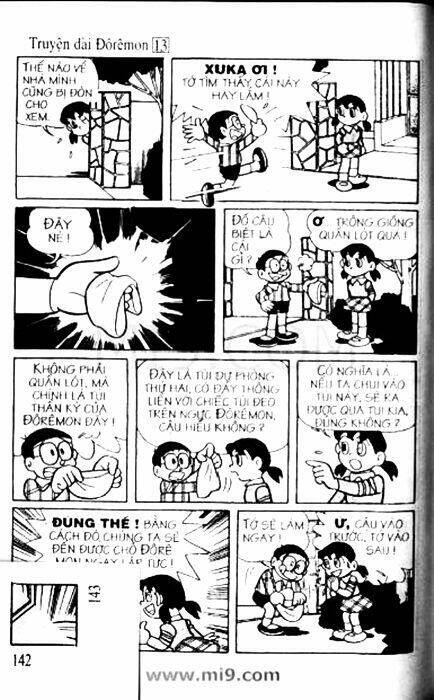 Truyện dài Đôrêmon 13
THẾ NÀO VỀ
NHÀ MÌNH
CŨNG BỊ ĐÒN
CHO
XEM.
XUKA ƠI !
TỚ TÌM THẤY CÁI NÀY
HAY LẮM !
ĐÂY
NÈ !
ĐỐ CẬU
BIẾT LÀ
CÁI
GÌ ?
Ơ... TRÔNG GIỐNG
QUẦN LÓT QUÁ !
KHÔNG PHẢI
QUẦN LÓT, MÀ
CHÍNH LÀ TÚI
THẦN KỲ CỦA
ĐÔRÊMON ĐẤY !
ĐÂY LÀ TÚI DỰ PHÒNG
THỨ HAI, CÓ DÂY THÔNG
LIỀN VỚI CHIẾC TÚI ĐEO
TRÊN NGỰC ĐÔRÊMON,
CẬU HIỂU KHÔNG ?
CÓ NGHĨA LÀ...
NẾU TA CHUI VÀO
TÚI NÀY, SẼ RA
ĐƯỢC QUA TÚI KIA,
ĐÚNG KHÔNG ?
ĐÚNG THẾ ! BẰNG
CÁCH ĐÓ, CHÚNG TA SẼ
ĐẾN ĐƯỢC CHỖ ĐÔRÊ
MON NGAY LẬP TỨC !
TỚ SẼ LÀM
NGAY !
Ừ, CẬU VÀO
TRƯỚC, TỚ VÀO
SAU !
143
142
www.mi9.com